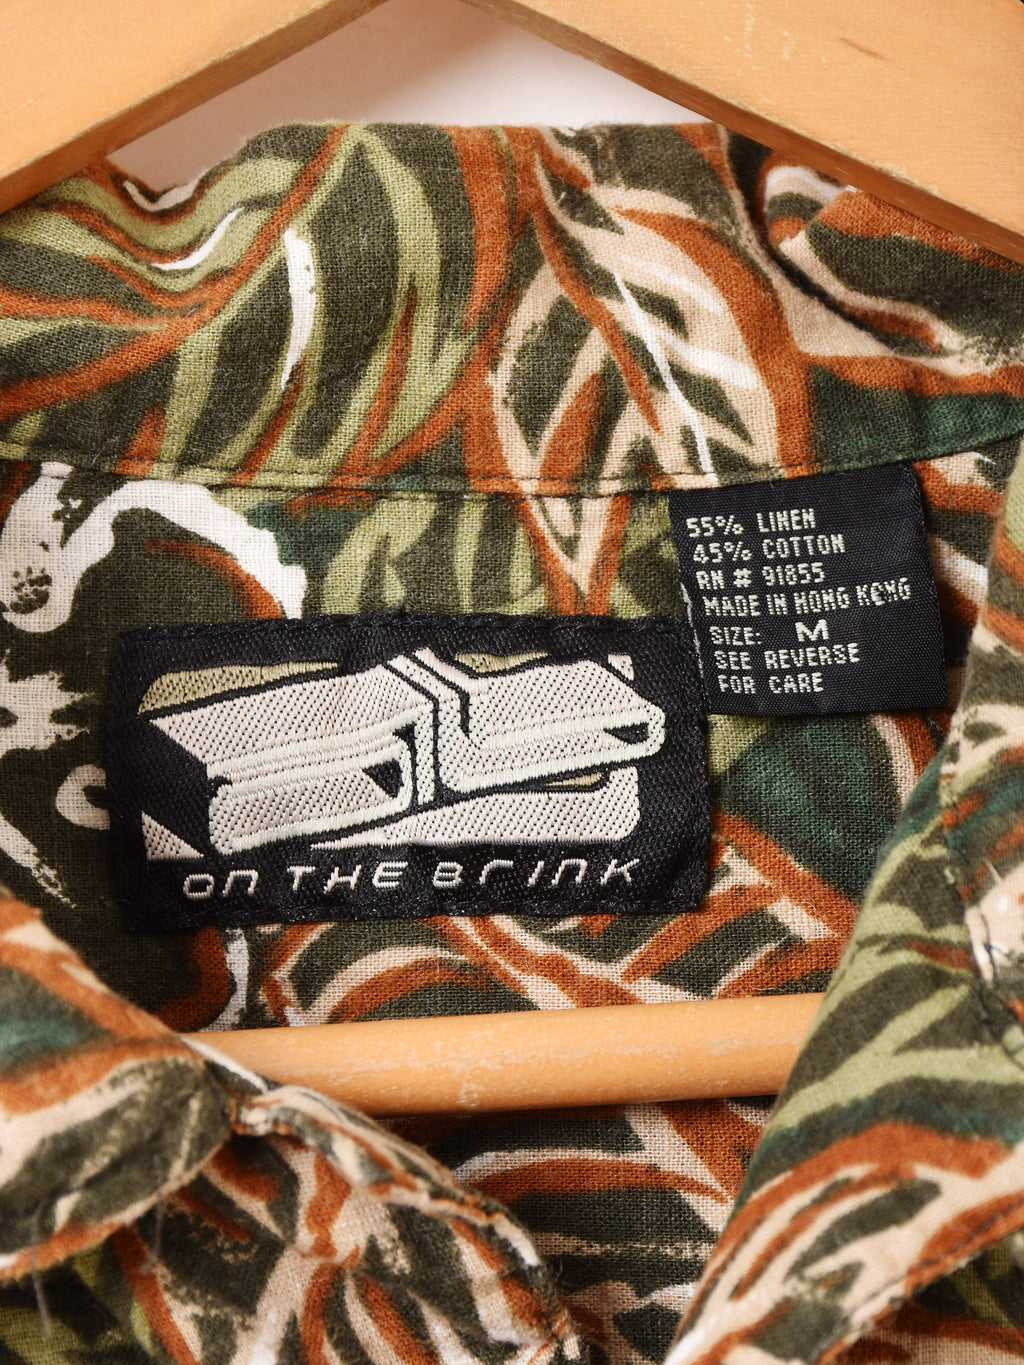 55% LINEN
45% COTTON
RN # 91855
MADE IN HONG KONG
SIZE: M
SEE REVERSE
FOR CARE
On THE BrInK